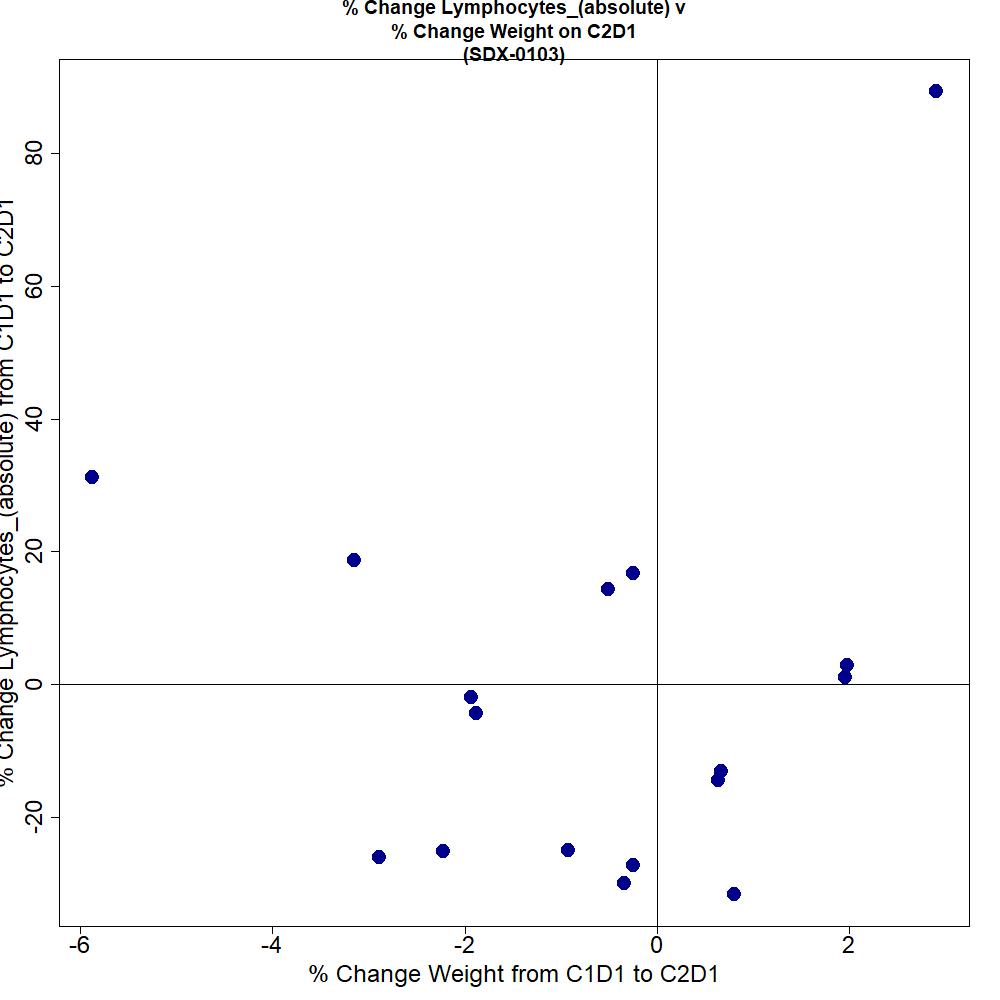 % Change Lymphocytes_(absolute) v
% Change Weight on C2D1
(SDX-0103)
% Change Lymphocytes_(absolute) from C1D1 to C2D1
80
60
40
20
0
-20
-6
-4
-2
0
2
% Change Weight from C1D1 to C2D1